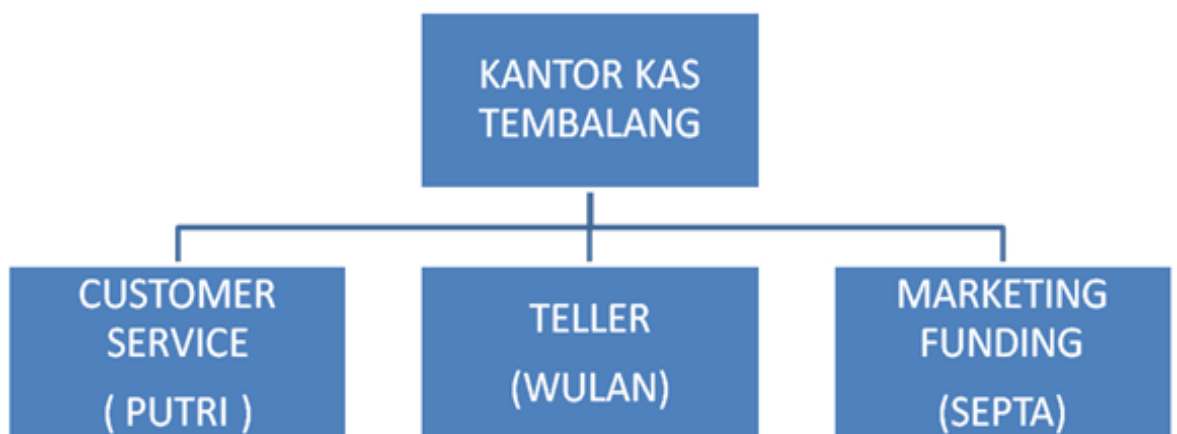 KANTOR KAS
TEMBALANG
CUSTOMER
SERVICE
( PUTRI )
TELLER
(WULAN)
MARKETING
FUNDING
(SEPTA)